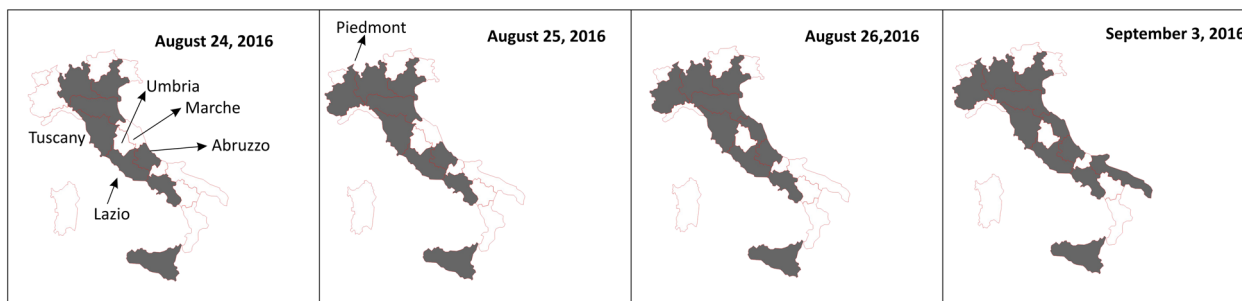 August 24, 2016
Umbria
Marche
Tuscany
Abruzzo
Lazio
Piedmont
August 25, 2016
August 26,2016
September 3, 2016